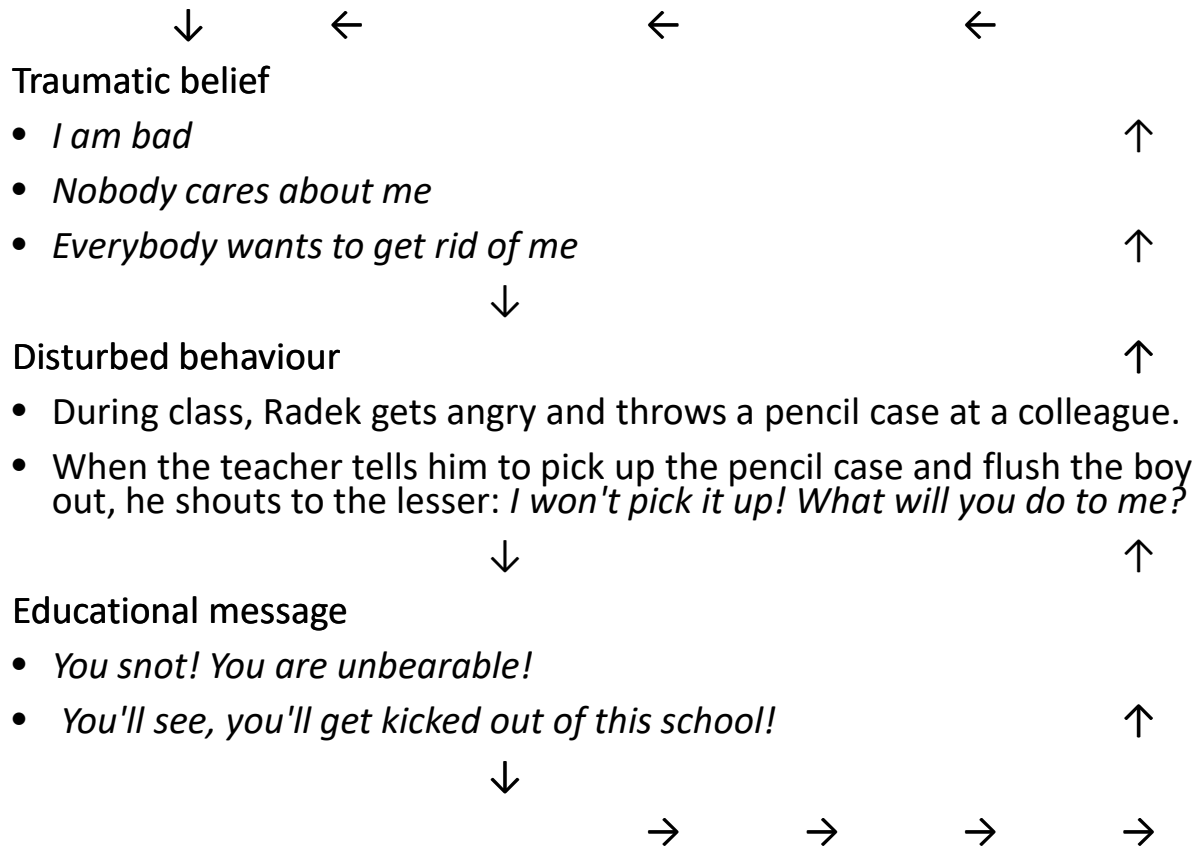 ↓ ← ← ←
Traumatic belief
• I am bad ↑
• Nobody cares about me
• Everybody wants to get rid of me ↑
↓
Disturbed behaviour ↑
• During class, Radek gets angry and throws a pencil case at a colleague.
• When the teacher tells him to pick up the pencil case and flush the boy
out, he shouts to the lesser: I won't pick it up! What will you do to me?
↓ ↑
Educational message
• You snot! You are unbearable!
• You'll see, you'll get kicked out of this school! ↑
↓
→ → → →